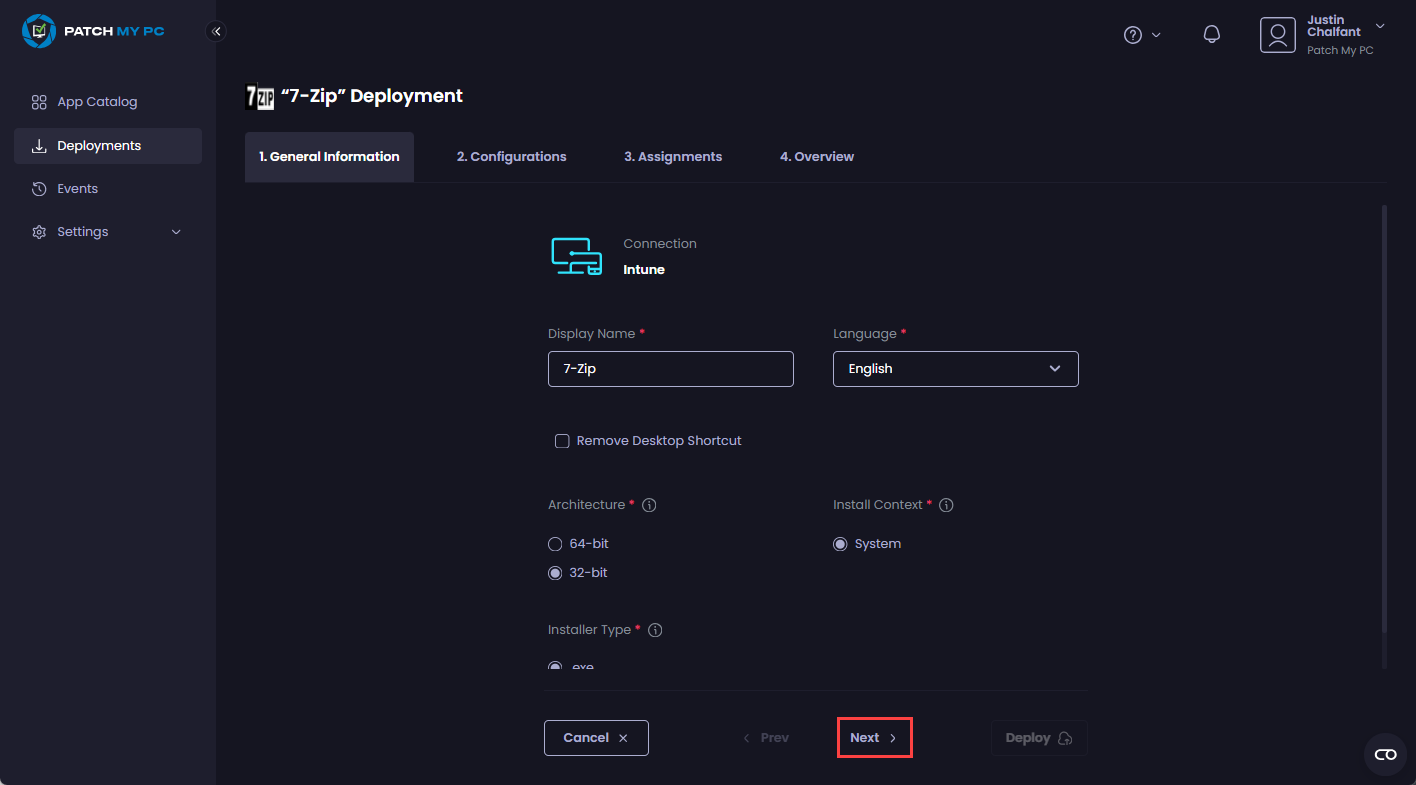 PATCH MY PC
Justin
Chalfant
Patch My PC
App Catalog
Deployments
Events
Settings
7ZIP “7-Zip” Deployment
1. General Information 2. Configurations 3. Assignments 4. Overview
Connection
Intune
Display Name * Language *
7-Zip English
Remove Desktop Shortcut
Architecture * Install Context *
64-bit System
32-bit
Installer Type *
.exe
Cancel Prev Next Deploy